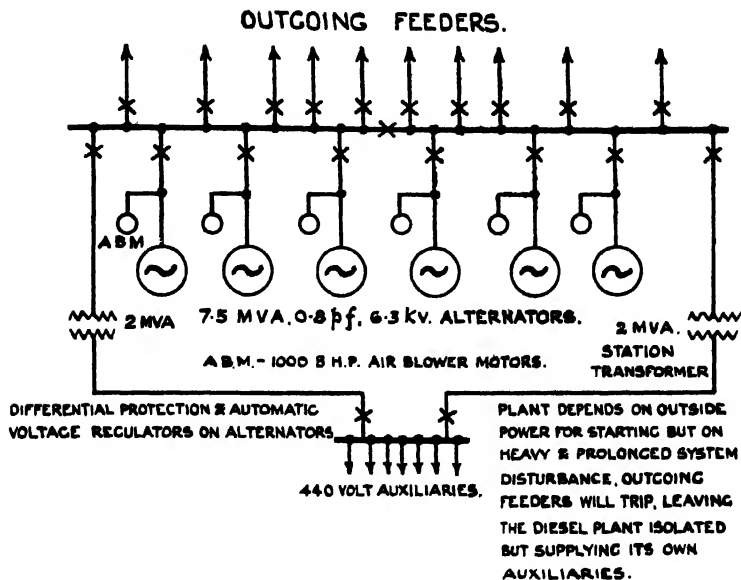 OUTGOING FEEDERS.
A.B.M.
2 MVA
7.5 MVA, 0.8 pf, 6.3 KV. ALTERNATORS.
2 MVA.
STATION
TRANSFORMER
A.B.M. - 1000 B H.P. AIR BLOWER MOTORS.
DIFFERENTIAL PROTECTION & AUTOMATIC
VOLTAGE REGULATORS ON ALTERNATORS
440 VOLT AUXILIARIES.
PLANT DEPENDS ON OUTSIDE
POWER FOR STARTING BUT ON
HEAVY & PROLONGED SYSTEM
DISTURBANCE, OUTGOING
FEEDERS WILL TRIP, LEAVING
THE DIESEL PLANT ISOLATED
BUT SUPPLYING ITS OWN
AUXILIARIES.